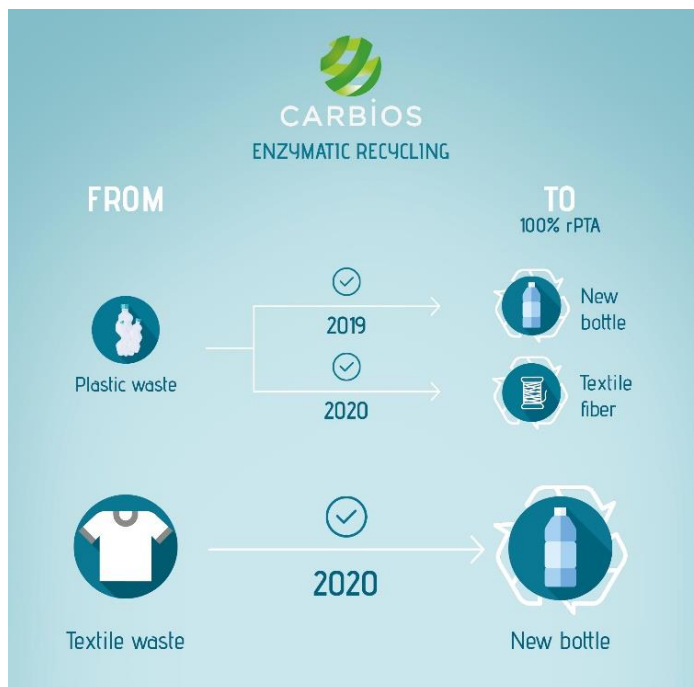 CARBIOS
ENZYMATIC RECYCLING
FROM
TO
100% rPTA
Plastic waste
2019
New
bottle
2020
Textile
fiber
Textile waste
2020
New bottle